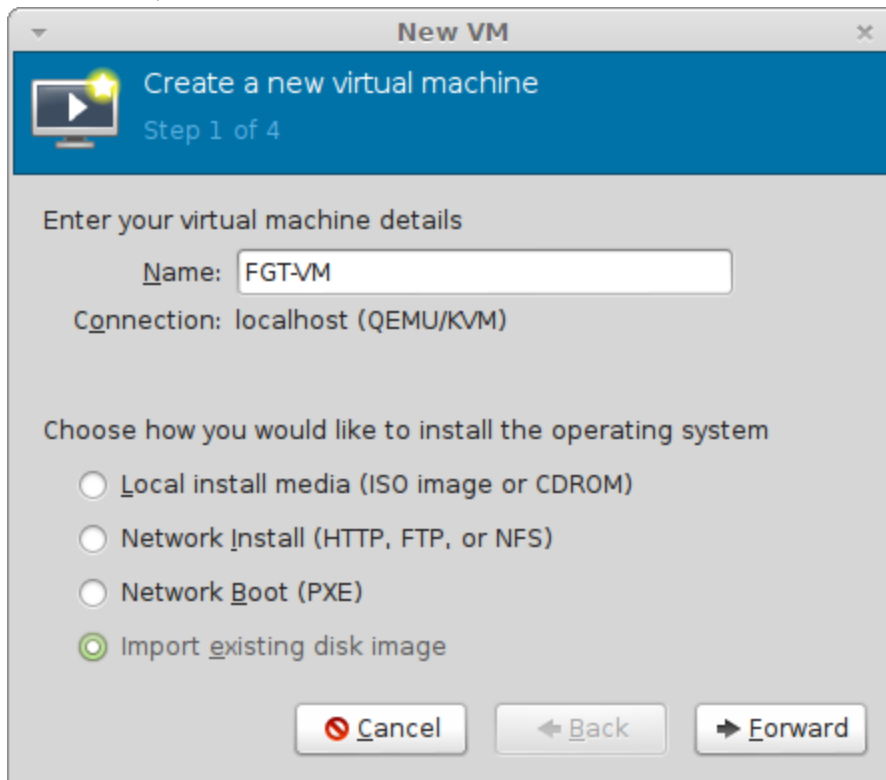 New VM
Create a new virtual machine
Step 1 of 4
Enter your virtual machine details
Name: FGT-VM
Connection: localhost (QEMU/KVM)
Choose how you would like to install the operating system
Local install media (ISO image or CDROM)
Network Install (HTTP, FTP, or NFS)
Network Boot (PXE)
Import existing disk image
Cancel Back Forward